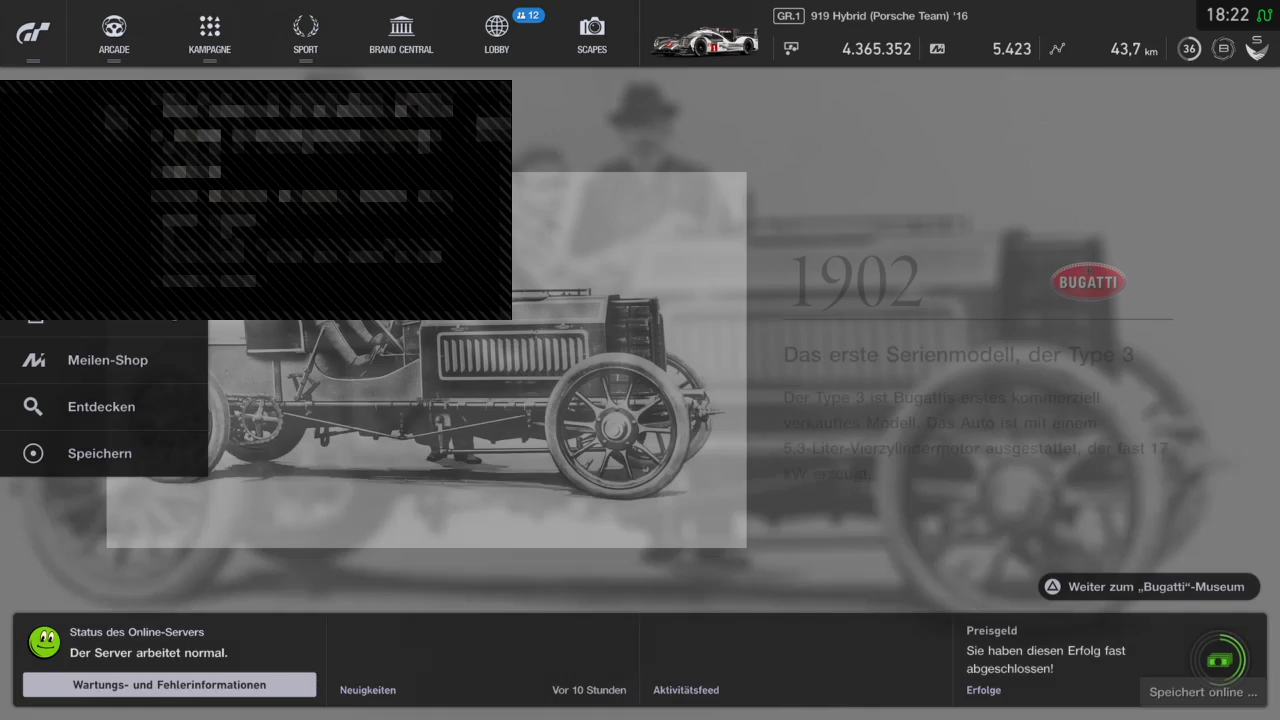 ARCADE
KAMPAGNE
SPORT
BRAND CENTRAL
LOBBY
12
SCAPES
GR.1 919 Hybrid (Porsche Team) '16
4.365.352
5.423
43,7 km
36
B
S
18:22
1902
BUGATTI
Das erste Serienmodell, der Type 3
Der Type 3 ist Bugattis erstes kommerziell
verkauftes Modell. Das Auto ist mit einem
5,3-Liter-Vierzylindermotor ausgestattet, der fast 17
kW erzeugt.
Meilen-Shop
Entdecken
Speichern
Weiter zum „Bugatti“-Museum
Status des Online-Servers
Der Server arbeitet normal.
Wartungs- und Fehlerinformationen
Neuigkeiten
Vor 10 Stunden
Aktivitätsfeed
Preisgeld
Sie haben diesen Erfolg fast
abgeschlossen!
Erfolge
Speichert online ...